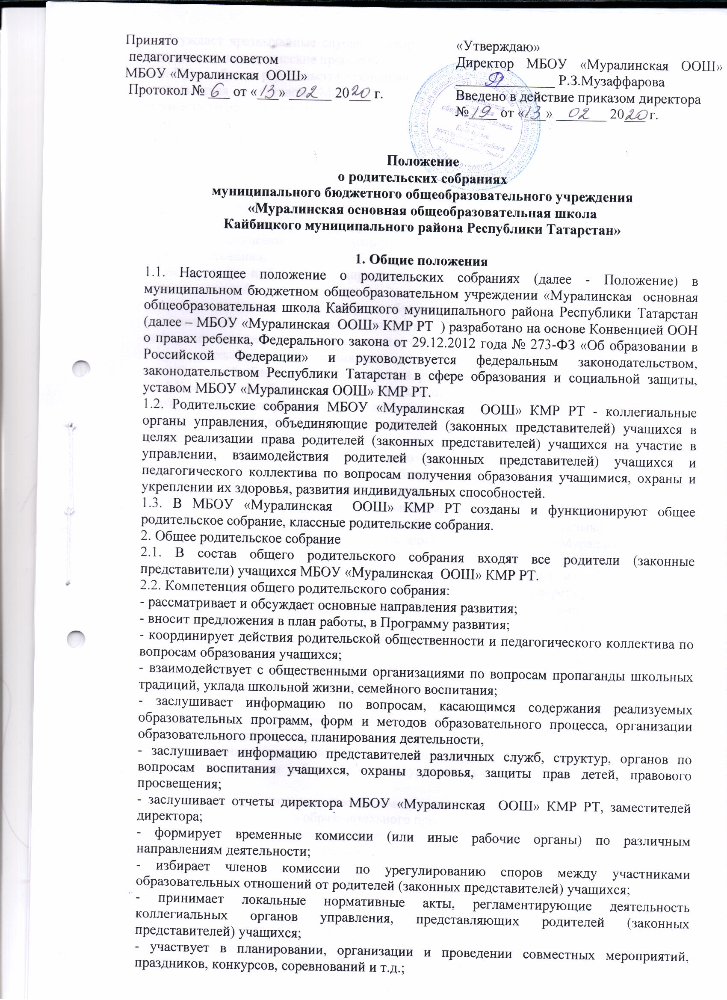 Принято
педагогическим советом
МБОУ «Муралинская ООШ»
Протокол № 6 от «13» 02 2020 г.
«Утверждаю»
Директор МБОУ «Муралинская ООШ»
Р.З.Музаффарова
Введено в действие приказом директора
№ 19 от «13» 02 2020 г.
Положение
о родительских собраниях
муниципального бюджетного общеобразовательного учреждения
«Муралинская основная общеобразовательная школа
Кайбицкого муниципального района Республики Татарстан»
1. Общие положения
1.1. Настоящее положение о родительских собраниях (далее - Положение) в
муниципальном бюджетном общеобразовательном учреждении «Муралинская основная
общеобразовательная школа Кайбицкого муниципального района Республики Татарстан
(далее – МБОУ «Муралинская ООШ» КМР РТ ) разработано на основе Конвенцией ООН
о правах ребенка, Федерального закона от 29.12.2012 года № 273-ФЗ «Об образовании в
Российской Федерации» и руководствуется федеральным законодательством,
законодательством Республики Татарстан в сфере образования и социальной защиты,
уставом МБОУ «Муралинская ООШ» КМР РТ.
1.2. Родительские собрания МБОУ «Муралинская ООШ» КМР РТ - коллегиальные
органы управления, объединяющие родителей (законных представителей) учащихся в
целях реализации права родителей (законных представителей) учащихся на участие в
управлении, взаимодействия родителей (законных представителей) учащихся и
педагогического коллектива по вопросам получения образования учащимися, охраны и
укреплении их здоровья, развития индивидуальных способностей.
1.3. В МБОУ «Муралинская ООШ» КМР РТ созданы и функционируют общее
родительское собрание, классные родительские собрания.
2. Общее родительское собрание
2.1. В состав общего родительского собрания входят все родители (законные
представители) учащихся МБОУ «Муралинская ООШ» КМР РТ.
2.2. Компетенция общего родительского собрания:
- рассматривает и обсуждает основные направления развития;
- вносит предложения в план работы, в Программу развития;
- координирует действия родительской общественности и педагогического коллектива по
вопросам образования учащихся;
- взаимодействует с общественными организациями по вопросам пропаганды школьных
традиций, уклада школьной жизни, семейного воспитания;
- заслушивает информацию по вопросам, касающимся содержания реализуемых
образовательных программ, форм и методов образовательного процесса, организации
образовательного процесса, планирования деятельности,
- заслушивает информацию представителей различных служб, структур, органов по
вопросам воспитания учащихся, охраны здоровья, защиты прав детей, правового
просвещения;
- заслушивает отчеты директора МБОУ «Муралинская ООШ» КМР РТ, заместителей
директора;
- формирует временные комиссии (или иные рабочие органы) по различным
направлениям деятельности;
- избирает членов комиссии по урегулированию споров между участниками
образовательных отношений от родителей (законных представителей) учащихся;
- принимает локальные нормативные акты, регламентирующие деятельность
коллегиальных органов управления, представляющих родителей (законных
представителей) учащихся;
- участвует в планировании, организации и проведении совместных мероприятий,
праздников, конкурсов, соревнований и т.д.;